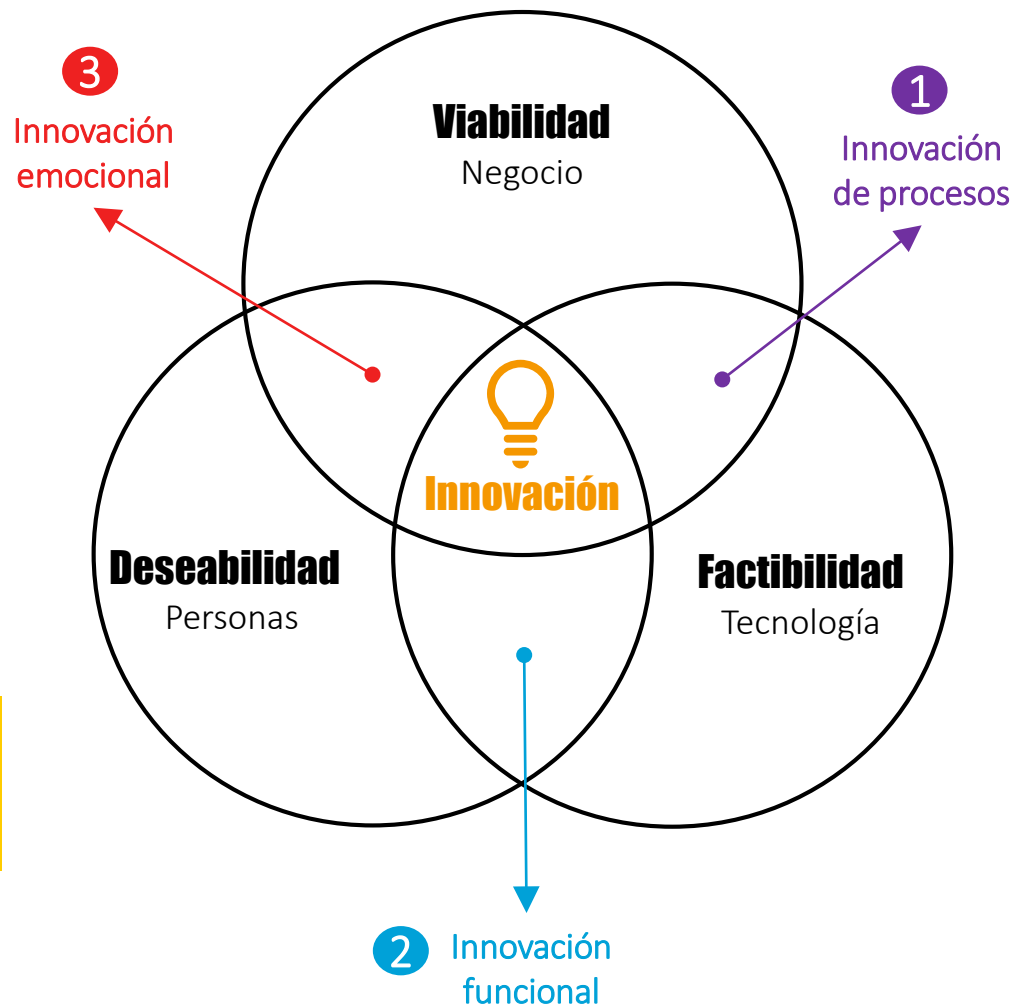 3
Innovación
emocional
1
Innovación
de procesos
Viabilidad
Negocio
Innovación
Deseabilidad
Personas
Factibilidad
Tecnología
2
Innovación
funcional